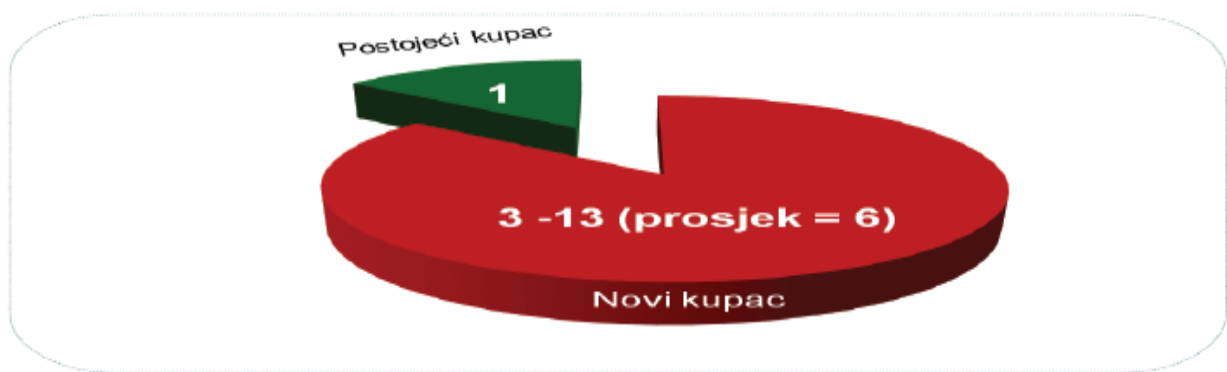 Postojeći kupac
1
3 -13 (prosjek = 6)
Novi kupac